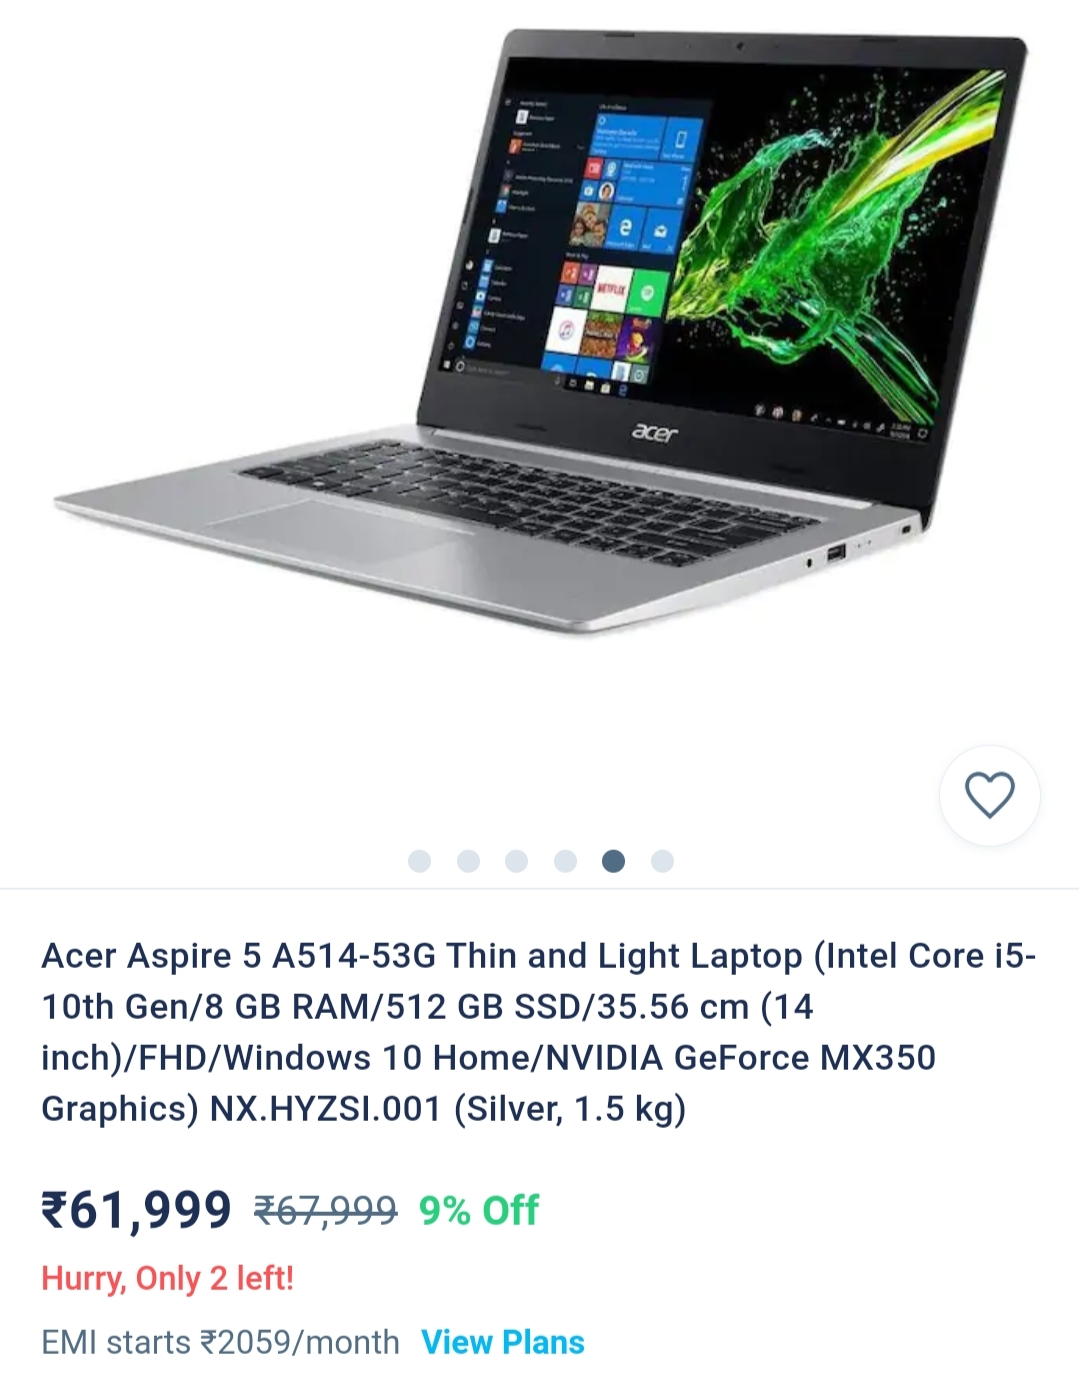 NETFLIX
acer
Acer Aspire 5 A514-53G Thin and Light Laptop (Intel Core i5-
10th Gen/8 GB RAM/512 GB SSD/35.56 cm (14
inch)/FHD/Windows 10 Home/NVIDIA GeForce MX350
Graphics) NX.HYZSI.001 (Silver, 1.5 kg)
₹61,999 ₹67,999 9% Off
Hurry, Only 2 left!
EMI starts ₹2059/month View Plans